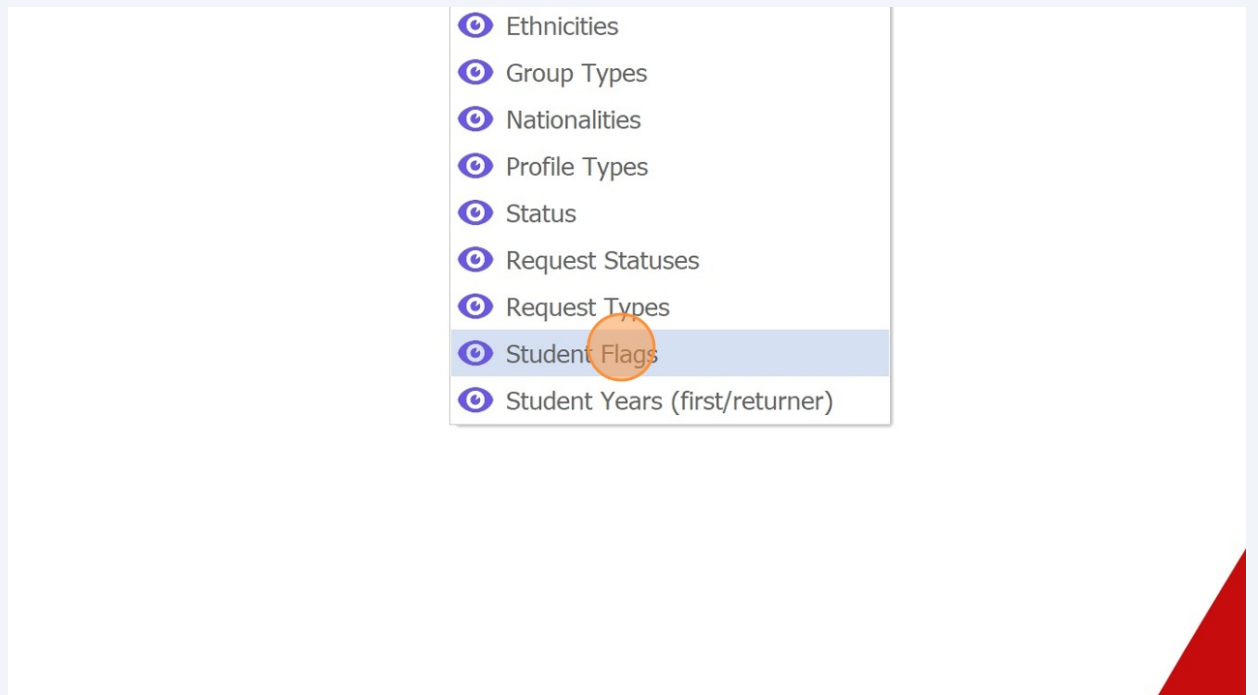 Ethnicities
Group Types
Nationalities
Profile Types
Status
Request Statuses
Request Types
Student Flags
Student Years (first/returner)